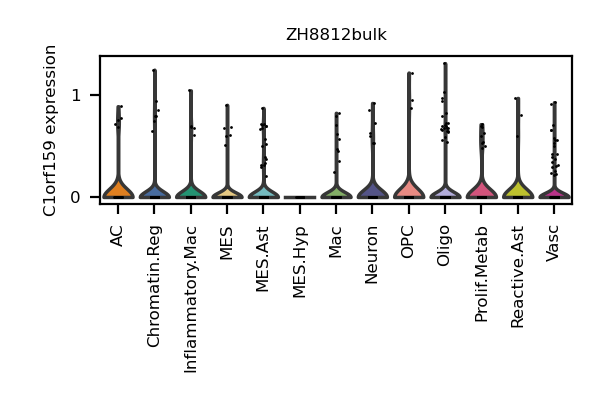 ZH8812bulk
C1orf159 expression
1
0
AC
Chromatin.Reg
Inflammatory.Mac
MES
MES.Ast
MES.Hyp
Mac
Neuron
OPC
Oligo
Prolif.Metab
Reactive.Ast
Vasc